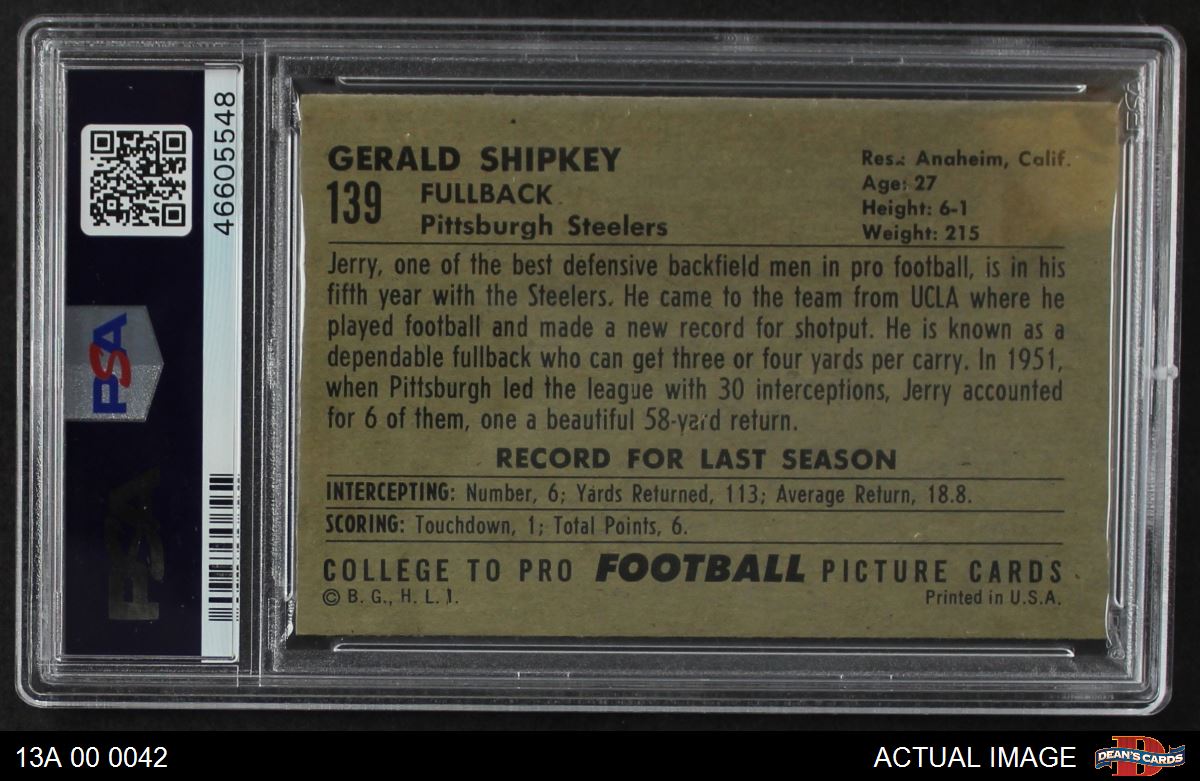 46605548
PSA
PSA
GERALD SHIPKEY
139 FULLBACK
Pittsburgh Steelers
Res.: Anaheim, Calif.
Age: 27
Height: 6-1
Weight: 215
Jerry, one of the best defensive backfield men in pro football, is in his
fifth year with the Steelers. He came to the team from UCLA where he
played football and made a new record for shotput. He is known as a
dependable fullback who can get three or four yards per carry. In 1951,
when Pittsburgh led the league with 30 interceptions, Jerry accounted
for 6 of them, one a beautiful 58-yard return.
RECORD FOR LAST SEASON
INTERCEPTING: Number, 6; Yards Returned, 113; Average Return, 18.8.
SCORING: Touchdown, 1; Total Points, 6.
COLLEGE TO PRO FOOTBALL PICTURE CARDS
© B. G., H. L. I.
Printed in U.S.A.
13A 00 0042
ACTUAL IMAGE
D
DEAN'S CARDS